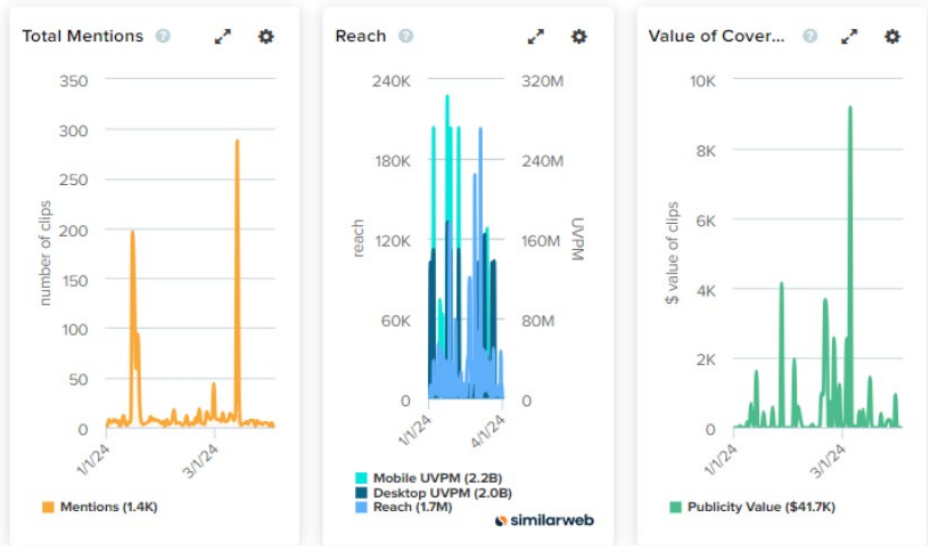 Total Mentions
350
300
250
200
150
100
50
0
number of clips
1/1/24
3/1/24
Mentions (1.4K)
Reach
240K
180K
120K
60K
0
reach
320M
240M
160M
80M
0
UVPM
1/1/24
4/1/24
Mobile UVPM (2.2B)
Desktop UVPM (2.0B)
Reach (1.7M)
similarweb
Value of Cover...
10K
8K
6K
4K
2K
0
$ value of clips
1/1/24
3/1/24
Publicity Value ($41.7K)